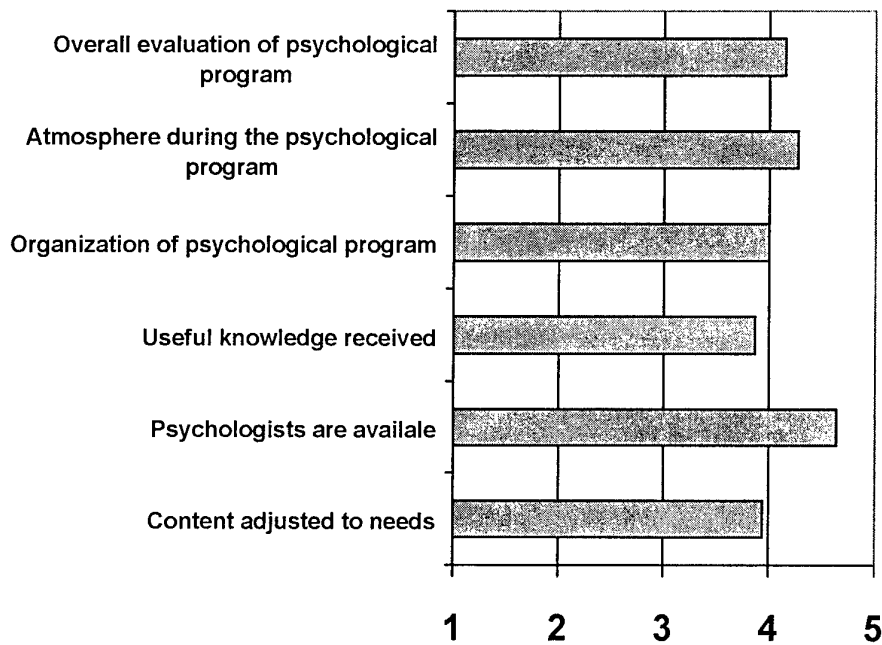 Overall evaluation of psychological
program
Atmosphere during the psychological
program
Organization of psychological program
Useful knowledge received
Psychologists are availale
Content adjusted to needs
1 2 3 4 5